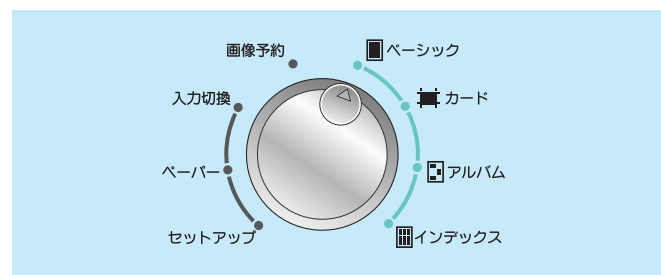 画像予約
ベーシック
入力切換
カード
ペーパー
アルバム
セットアップ
インデックス